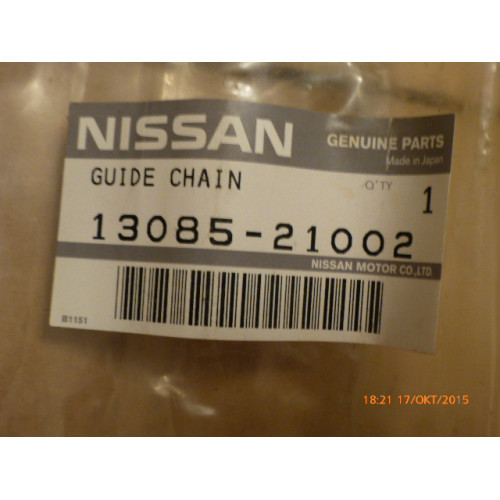 NISSAN
GENUINE PARTS
Made in Japan
GUIDE CHAIN
Q'TY 1
13085-21002
NISSAN MOTOR CO.,LTD.
B1151
18:21 17/OKT/2015